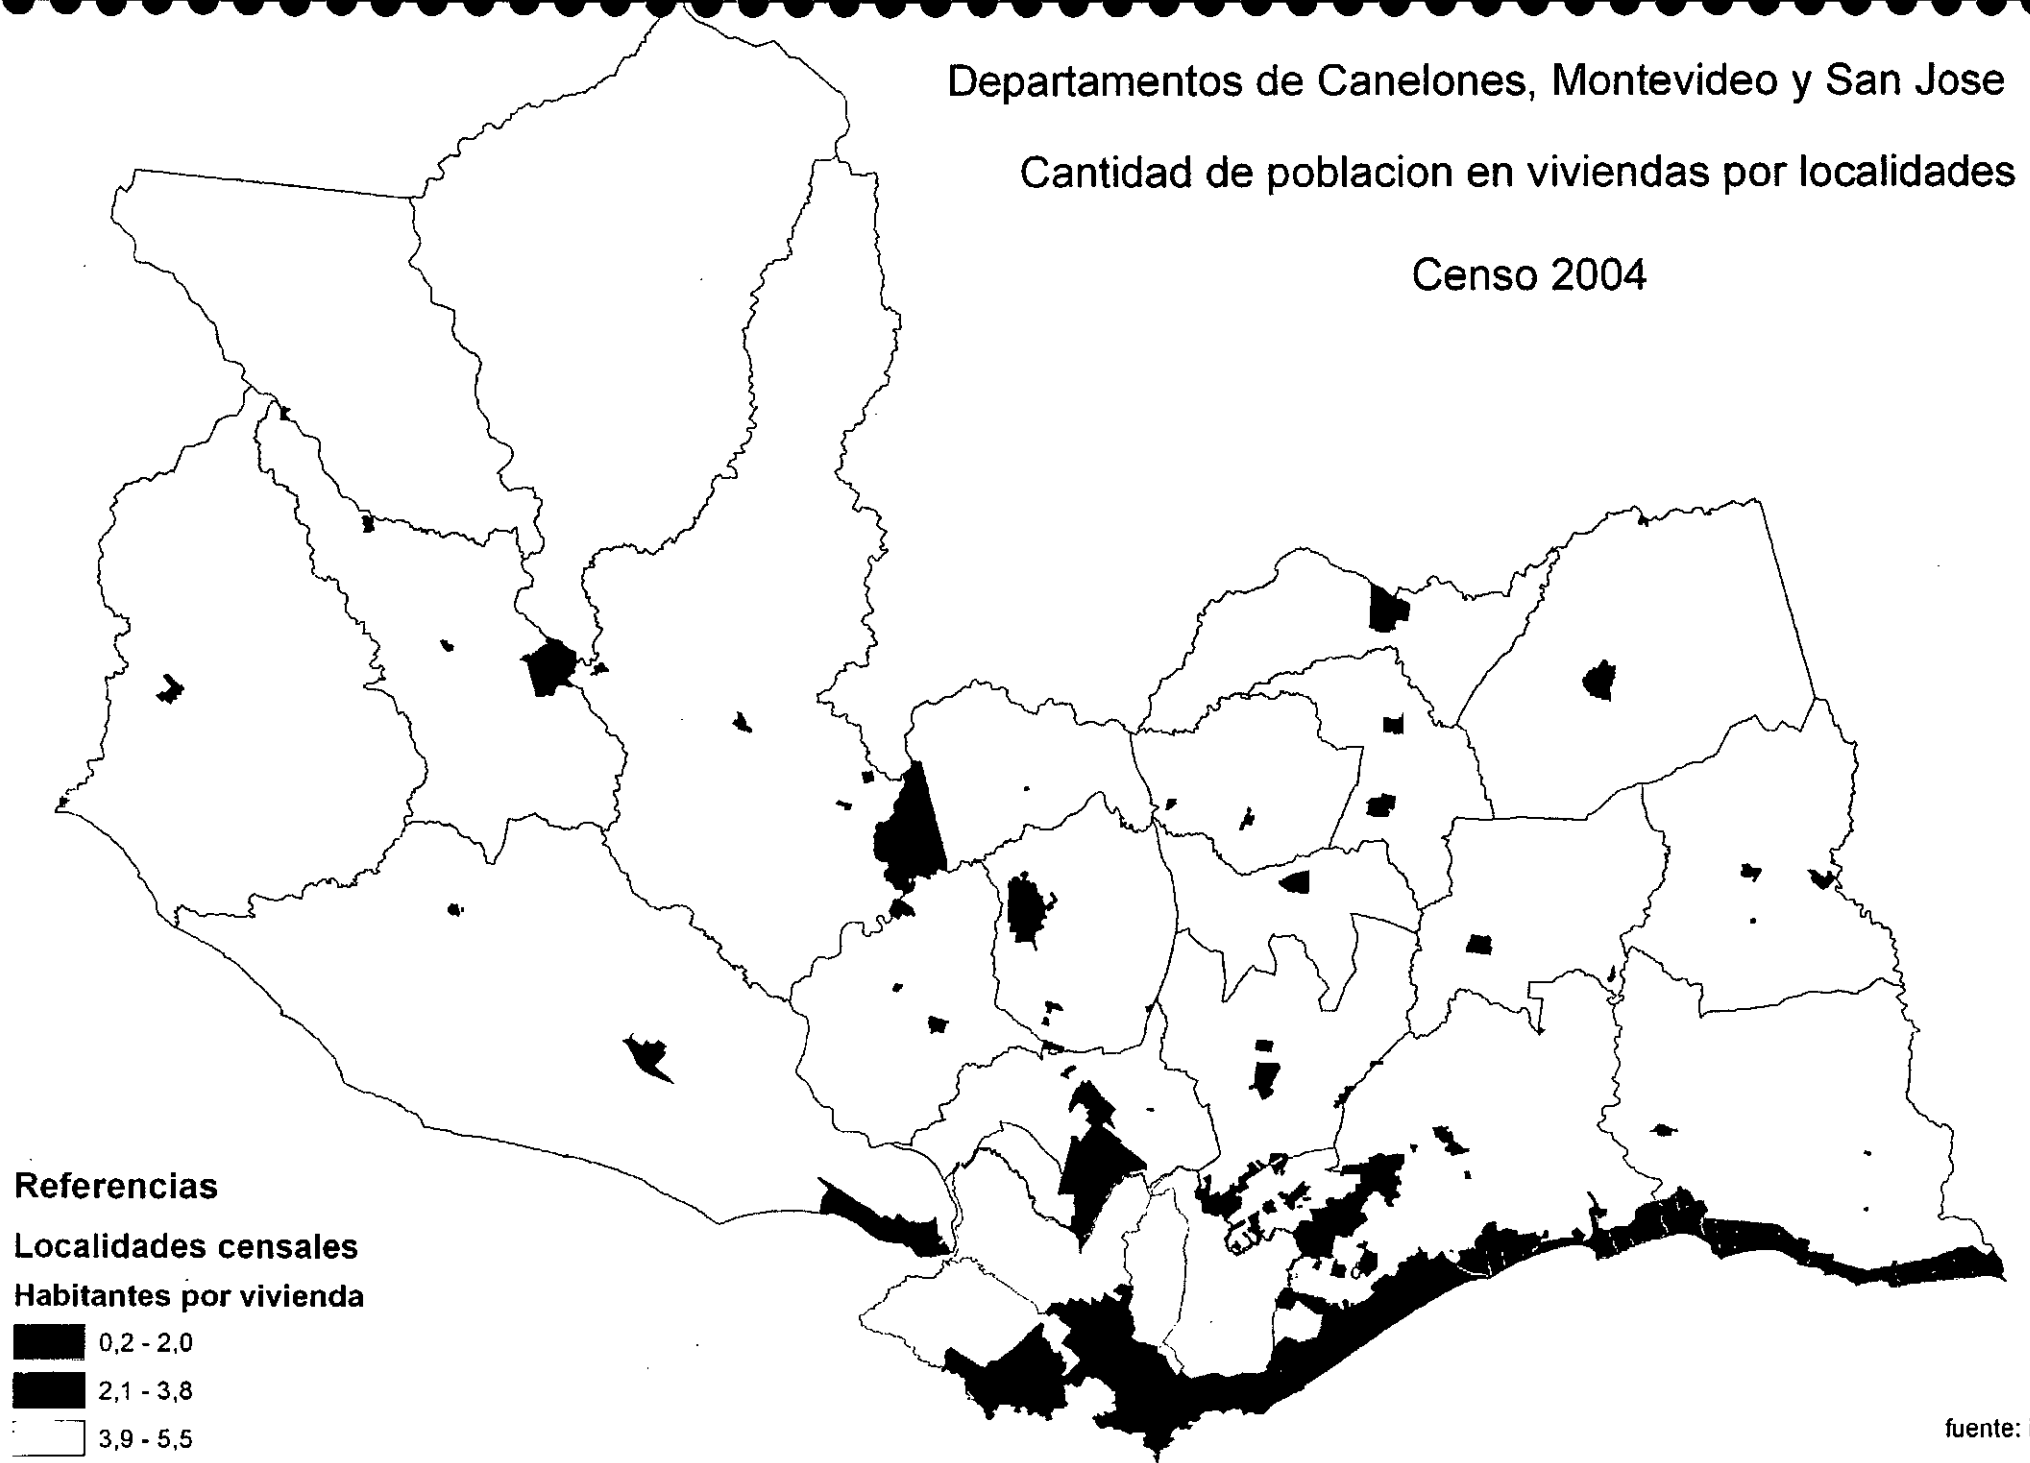 Departamentos de Canelones, Montevideo y San Jose
Cantidad de poblacion en viviendas por localidades
Censo 2004
Referencias
Localidades censales
Habitantes por vivienda
0,2 - 2,0
2,1 - 3,8
3,9 - 5,5
fuente: